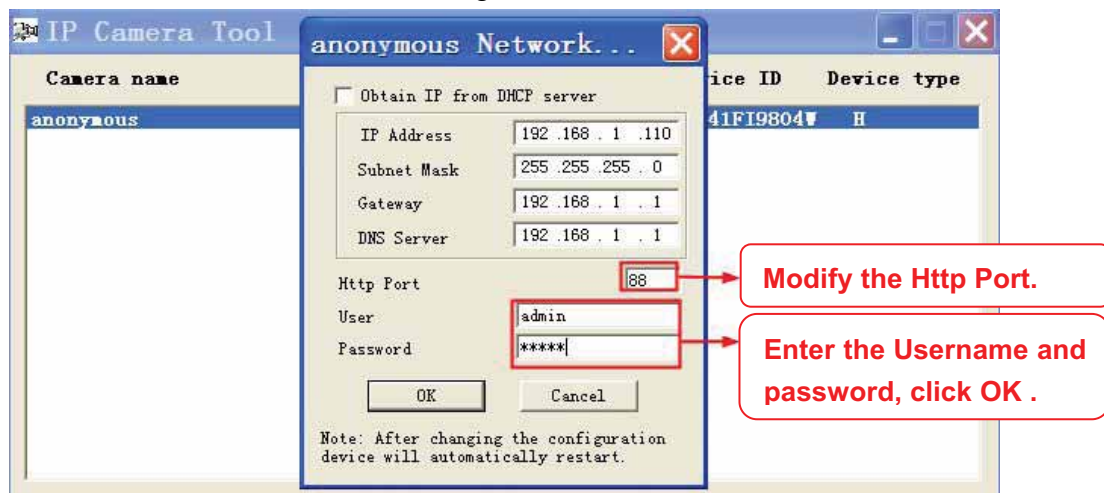 IP Camera Tool
anonymous Network...
Camera name
ice ID
Device type
anonymous
41FI9804W
H
Obtain IP from DHCP server
IP Address
192 .168 . 1 .110
Subnet Mask
255 .255 .255 . 0
Gateway
192 .168 . 1 . 1
DNS Server
192 .168 . 1 . 1
Http Port
88
User
admin
Password
*****
OK
Cancel
Note: After changing the configuration
device will automatically restart.
Modify the Http Port.
Enter the Username and
password, click OK .